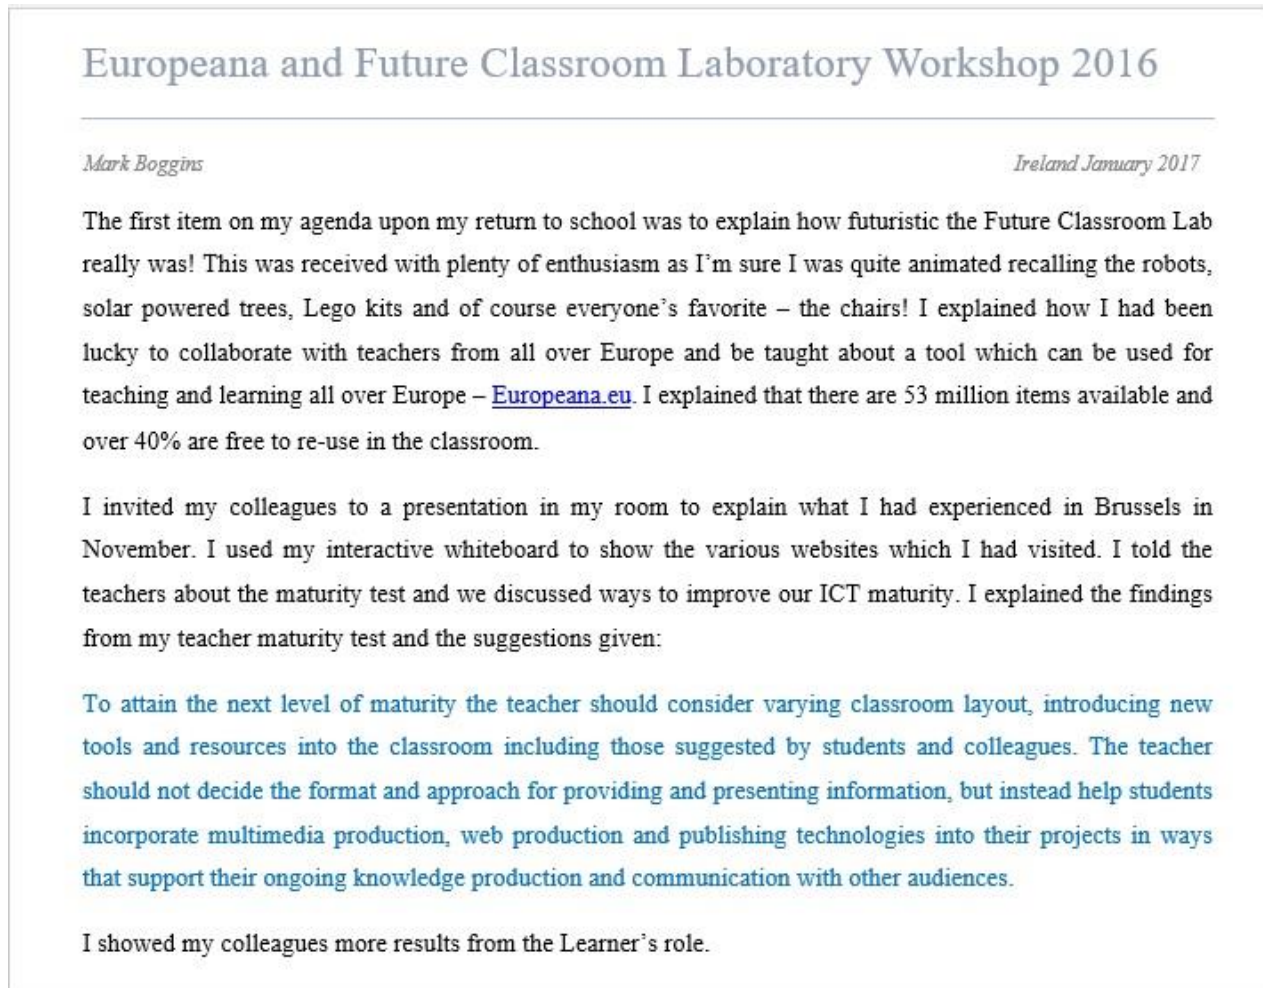 Europeana and Future Classroom Laboratory Workshop 2016
Mark Boggins Ireland January 2017
The first item on my agenda upon my return to school was to explain how futuristic the Future Classroom Lab
really was! This was received with plenty of enthusiasm as I'm sure I was quite animated recalling the robots,
solar powered trees, Lego kits and of course everyone's favorite – the chairs! I explained how I had been
lucky to collaborate with teachers from all over Europe and be taught about a tool which can be used for
teaching and learning all over Europe – Europeana.eu. I explained that there are 53 million items available and
over 40% are free to re-use in the classroom.
I invited my colleagues to a presentation in my room to explain what I had experienced in Brussels in
November. I used my interactive whiteboard to show the various websites which I had visited. I told the
teachers about the maturity test and we discussed ways to improve our ICT maturity. I explained the findings
from my teacher maturity test and the suggestions given:
To attain the next level of maturity the teacher should consider varying classroom layout, introducing new
tools and resources into the classroom including those suggested by students and colleagues. The teacher
should not decide the format and approach for providing and presenting information, but instead help students
incorporate multimedia production, web production and publishing technologies into their projects in ways
that support their ongoing knowledge production and communication with other audiences.
I showed my colleagues more results from the Learner's role.